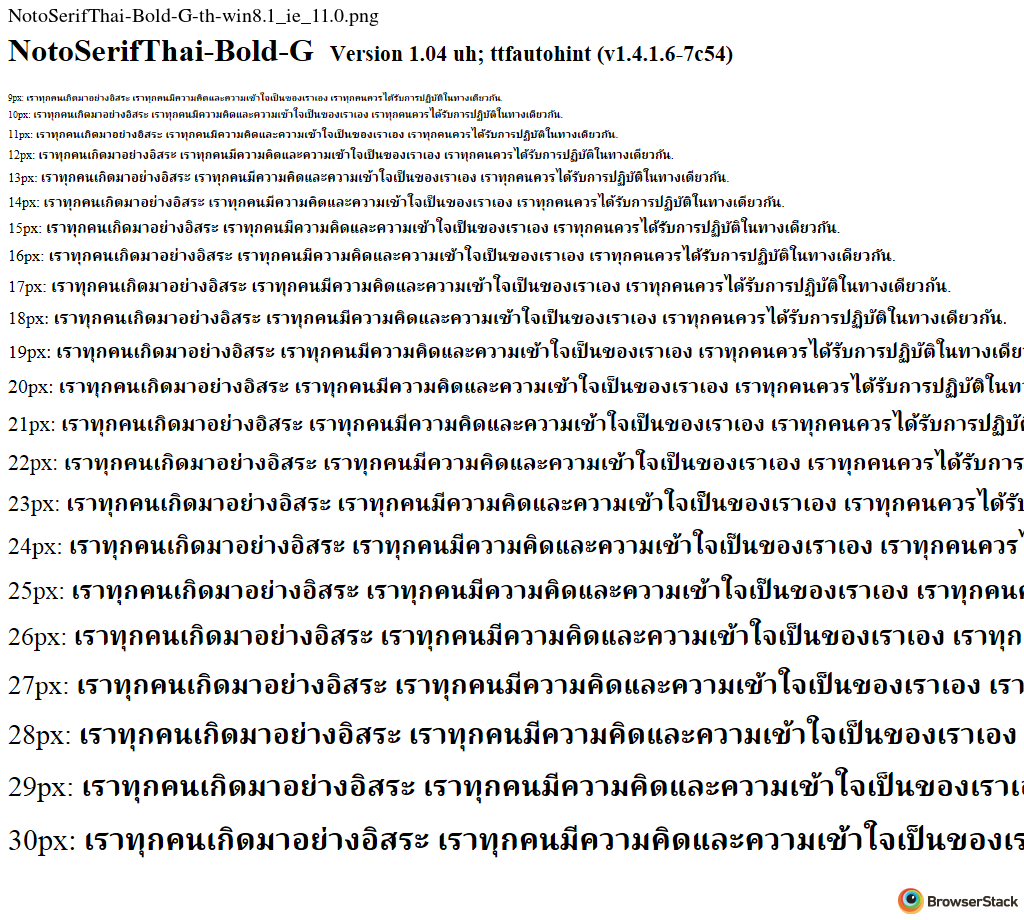 NotoSerifThai-Bold-G-th-win8.1_ie_11.0.png
NotoSerifThai-Bold-G Version 1.04 uh; ttfautohint (v1.4.1.6-7c54)
9px: เราทุกคนเกิดมาอย่างอิสระ เราทุกคนมีความคิดและความเข้าใจเป็นของเราเอง เราทุกคนควรได้รับการปฏิบัติในทางเดียวกัน.
10px: เราทุกคนเกิดมาอย่างอิสระ เราทุกคนมีความคิดและความเข้าใจเป็นของเราเอง เราทุกคนควรได้รับการปฏิบัติในทางเดียวกัน.
11px: เราทุกคนเกิดมาอย่างอิสระ เราทุกคนมีความคิดและความเข้าใจเป็นของเราเอง เราทุกคนควรได้รับการปฏิบัติในทางเดียวกัน.
12px: เราทุกคนเกิดมาอย่างอิสระ เราทุกคนมีความคิดและความเข้าใจเป็นของเราเอง เราทุกคนควรได้รับการปฏิบัติในทางเดียวกัน.
13px: เราทุกคนเกิดมาอย่างอิสระ เราทุกคนมีความคิดและความเข้าใจเป็นของเราเอง เราทุกคนควรได้รับการปฏิบัติในทางเดียวกัน.
14px: เราทุกคนเกิดมาอย่างอิสระ เราทุกคนมีความคิดและความเข้าใจเป็นของเราเอง เราทุกคนควรได้รับการปฏิบัติในทางเดียวกัน.
15px: เราทุกคนเกิดมาอย่างอิสระ เราทุกคนมีความคิดและความเข้าใจเป็นของเราเอง เราทุกคนควรได้รับการปฏิบัติในทางเดียวกัน.
16px: เราทุกคนเกิดมาอย่างอิสระ เราทุกคนมีความคิดและความเข้าใจเป็นของเราเอง เราทุกคนควรได้รับการปฏิบัติในทางเดียวกัน.
17px: เราทุกคนเกิดมาอย่างอิสระ เราทุกคนมีความคิดและความเข้าใจเป็นของเราเอง เราทุกคนควรได้รับการปฏิบัติในทางเดียวกัน.
18px: เราทุกคนเกิดมาอย่างอิสระ เราทุกคนมีความคิดและความเข้าใจเป็นของเราเอง เราทุกคนควรได้รับการปฏิบัติในทางเดียวกัน.
19px: เราทุกคนเกิดมาอย่างอิสระ เราทุกคนมีความคิดและความเข้าใจเป็นของเราเอง เราทุกคนควรได้รับการปฏิบัติในทางเดีย
20px: เราทุกคนเกิดมาอย่างอิสระ เราทุกคนมีความคิดและความเข้าใจเป็นของเราเอง เราทุกคนควรได้รับการปฏิบัติในท
21px: เราทุกคนเกิดมาอย่างอิสระ เราทุกคนมีความคิดและความเข้าใจเป็นของเราเอง เราทุกคนควรได้รับการปฏิบั
22px: เราทุกคนเกิดมาอย่างอิสระ เราทุกคนมีความคิดและความเข้าใจเป็นของเราเอง เราทุกคนควรได้รับการ
23px: เราทุกคนเกิดมาอย่างอิสระ เราทุกคนมีความคิดและความเข้าใจเป็นของเราเอง เราทุกคนควรได้รับ
24px: เราทุกคนเกิดมาอย่างอิสระ เราทุกคนมีความคิดและความเข้าใจเป็นของเราเอง เราทุกคนควร
25px: เราทุกคนเกิดมาอย่างอิสระ เราทุกคนมีความคิดและความเข้าใจเป็นของเราเอง เราทุกคน
26px: เราทุกคนเกิดมาอย่างอิสระ เราทุกคนมีความคิดและความเข้าใจเป็นของเราเอง เราทุก
27px: เราทุกคนเกิดมาอย่างอิสระ เราทุกคนมีความคิดและความเข้าใจเป็นของเราเอง เรา
28px: เราทุกคนเกิดมาอย่างอิสระ เราทุกคนมีความคิดและความเข้าใจเป็นของเราเอง
29px: เราทุกคนเกิดมาอย่างอิสระ เราทุกคนมีความคิดและความเข้าใจเป็นของเราเ
30px: เราทุกคนเกิดมาอย่างอิสระ เราทุกคนมีความคิดและความเข้าใจเป็นของเร
BrowserStack